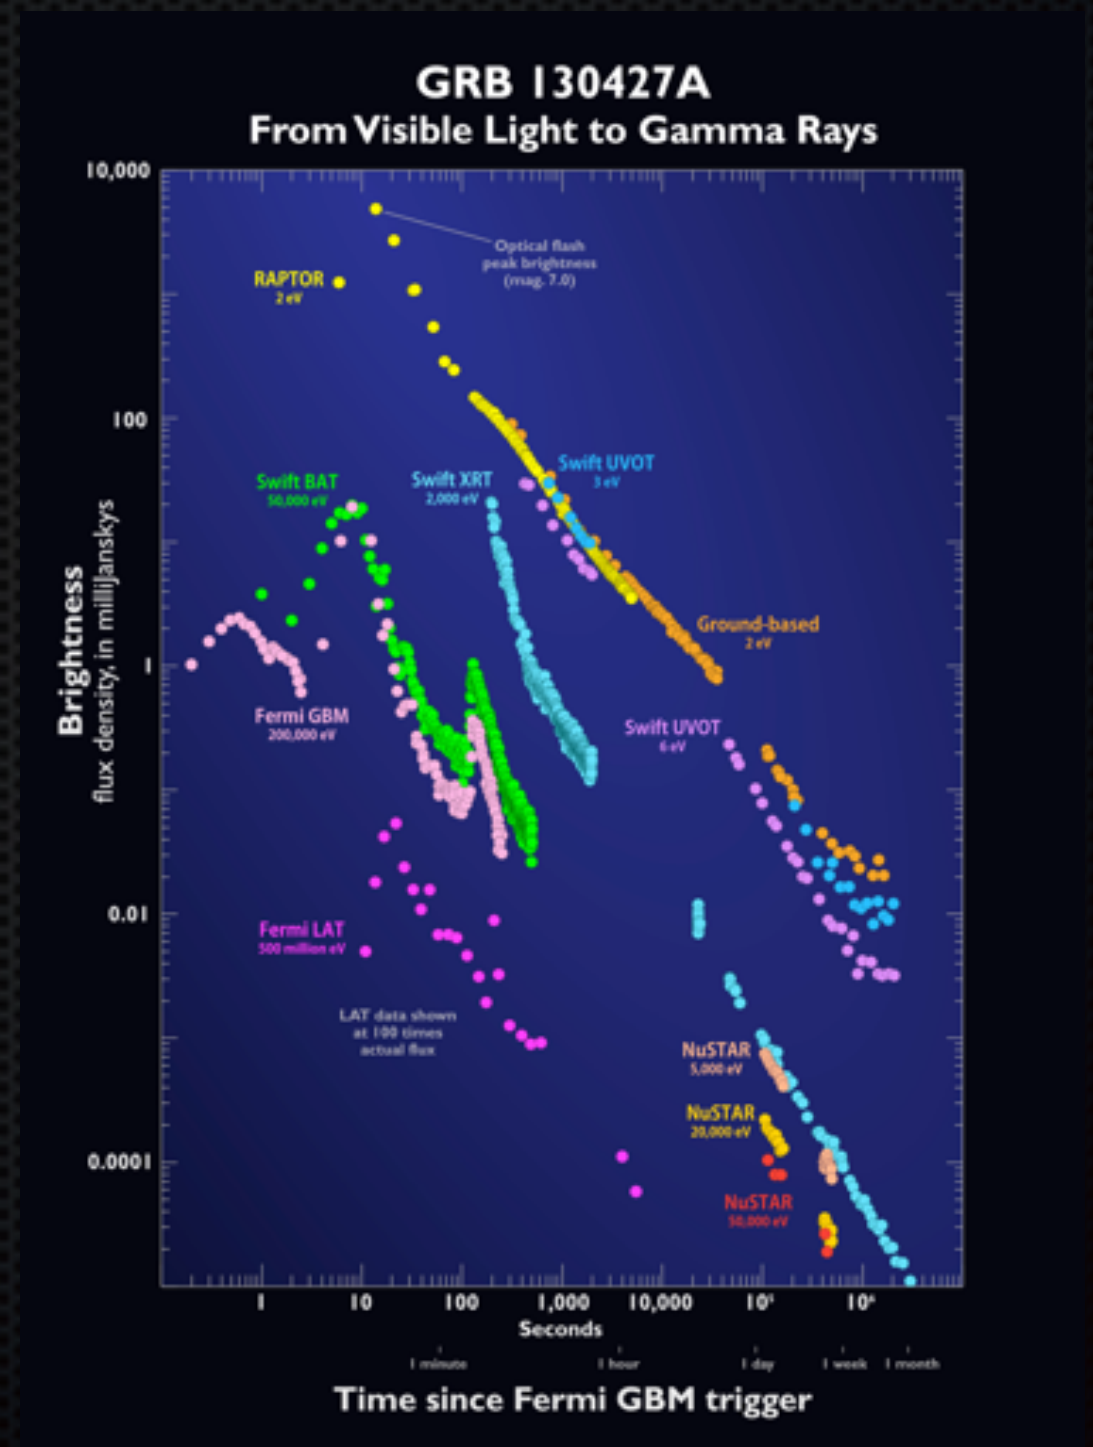 GRB 130427A
From Visible Light to Gamma Rays
10,000
Optical flash
peak brightness
(mag. 7.0)
RAPTOR
2 eV
100
Swift UVOT
3 eV
Swift BAT
50,000 eV
Swift XRT
2,000 eV
Ground-based
2 eV
1
Fermi GBM
200,000 eV
Swift UVOT
6 eV
Brightness
flux density, in millijanskys
0.01
Fermi LAT
500 million eV
LAT data shown
at 100 times
actual flux
NuSTAR
5,000 eV
NuSTAR
20,000 eV
0.0001
NuSTAR
50,000 eV
1 10 100 1,000 10,000 10⁵ 10⁶
Seconds
1 minute 1 hour 1 day 1 week 1 month
Time since Fermi GBM trigger